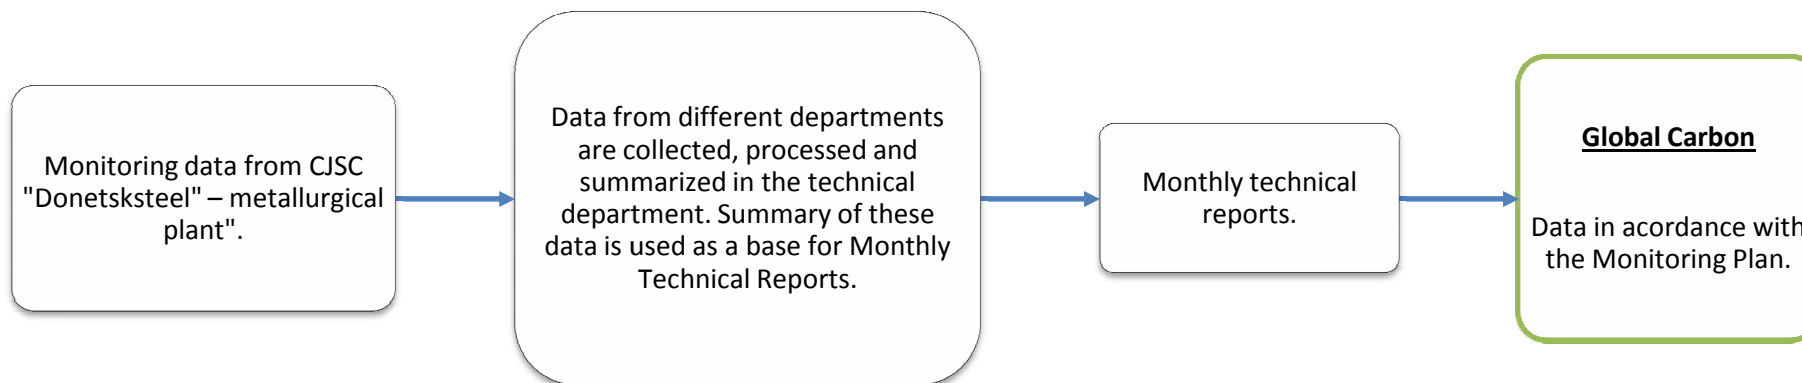 Monitoring data from CJSC
"Donetsksteel" – metallurgical
plant".
Data from different departments
are collected, processed and
summarized in the technical
department. Summary of these
data is used as a base for Monthly
Technical Reports.
Monthly technical
reports.
Global Carbon
Data in acordance with
the Monitoring Plan.